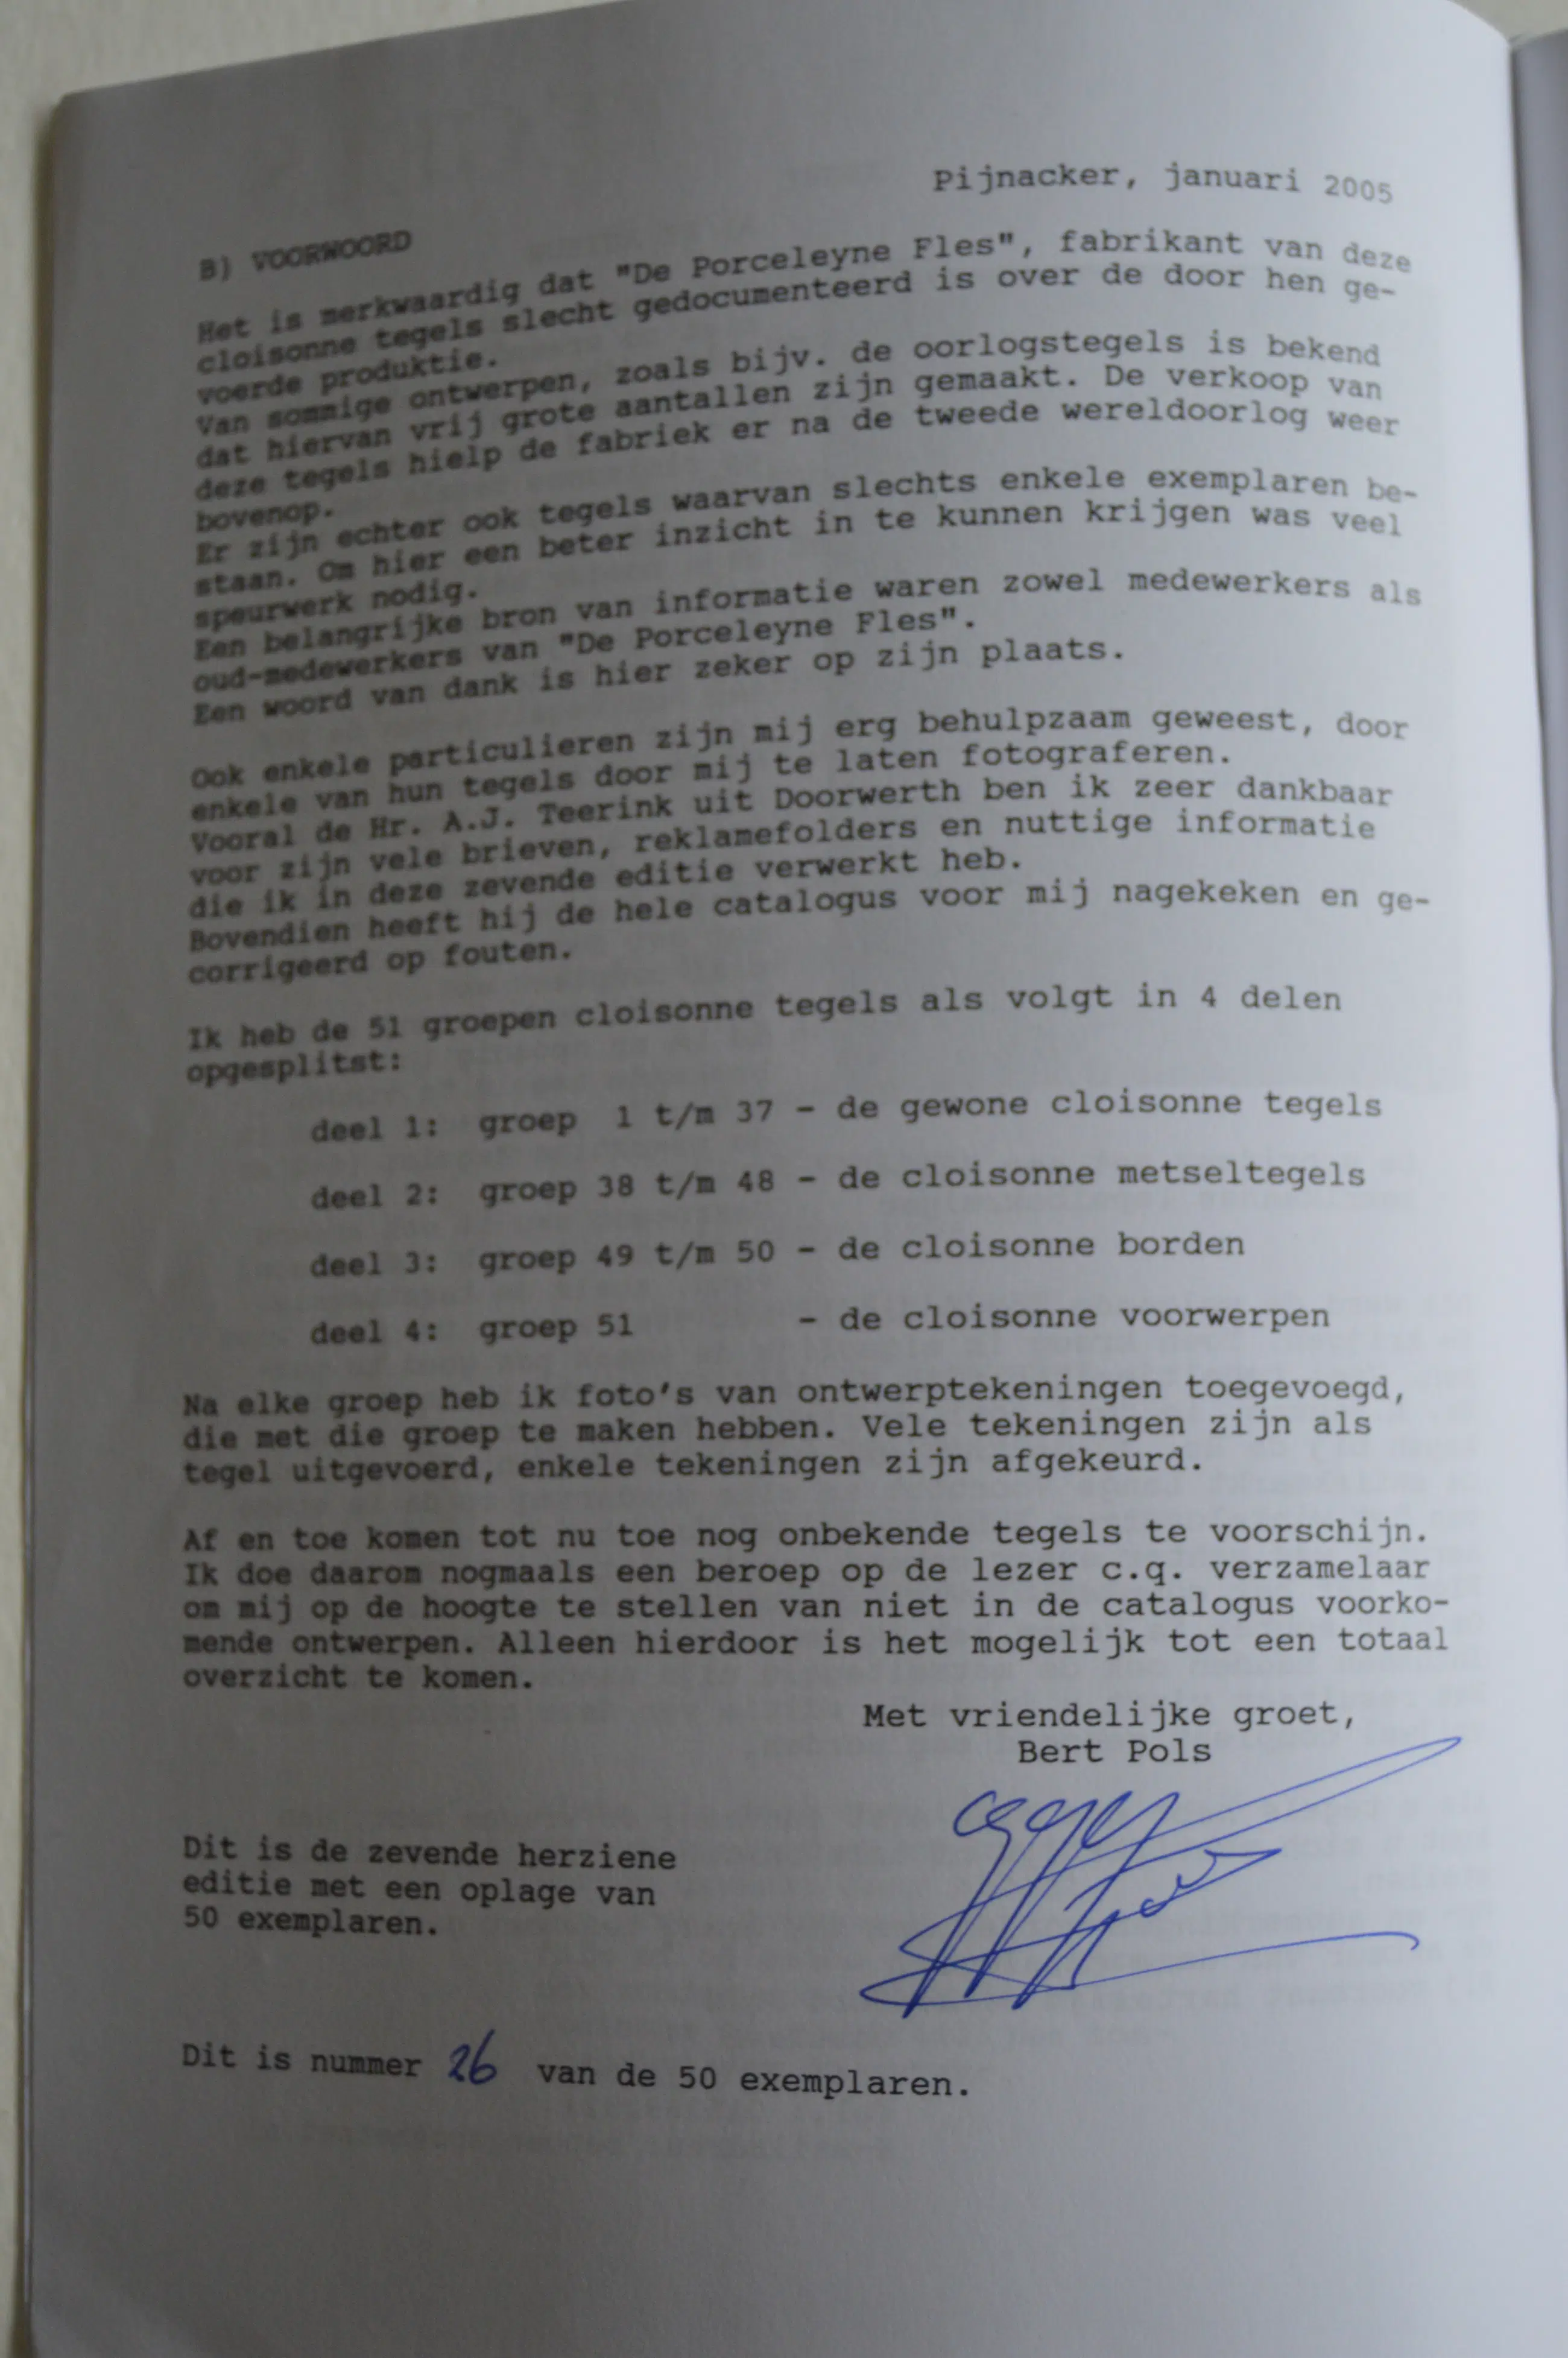 Pijnacker, januari 2005
B) VOORWOORD
Het is merkwaardig dat "De Porceleyne Fles", fabrikant van deze
cloisonne tegels slecht gedocumenteerd is over de door hen ge-
voerde produktie.
Van sommige ontwerpen, zoals bijv. de oorlogstegels is bekend
dat hiervan vrij grote aantallen zijn gemaakt. De verkoop van
deze tegels hielp de fabriek er na de tweede wereldoorlog weer
bovenop.
Er zijn echter ook tegels waarvan slechts enkele exemplaren be-
staan. Om hier een beter inzicht in te kunnen krijgen was veel
speurwerk nodig.
Een belangrijke bron van informatie waren zowel medewerkers als
oud-medewerkers van "De Porceleyne Fles".
Een woord van dank is hier zeker op zijn plaats.
Ook enkele particulieren zijn mij erg behulpzaam geweest, door
enkele van hun tegels door mij te laten fotograferen.
Vooral de Hr. A.J. Teerink uit Doorwerth ben ik zeer dankbaar
voor zijn vele brieven, reklamefolders en nuttige informatie
die ik in deze zevende editie verwerkt heb.
Bovendien heeft hij de hele catalogus voor mij nagekeken en ge-
corrigeerd op fouten.
Ik heb de 51 groepen cloisonne tegels als volgt in 4 delen
opgesplitst:
deel 1: groep 1 t/m 37 - de gewone cloisonne tegels
deel 2: groep 38 t/m 48 - de cloisonne metseltegels
deel 3: groep 49 t/m 50 - de cloisonne borden
deel 4: groep 51 - de cloisonne voorwerpen
Na elke groep heb ik foto's van ontwerptekeningen toegevoegd,
die met die groep te maken hebben. Vele tekeningen zijn als
tegel uitgevoerd, enkele tekeningen zijn afgekeurd.
Af en toe komen tot nu toe nog onbekende tegels te voorschijn.
Ik doe daarom nogmaals een beroep op de lezer c.q. verzamelaar
om mij op de hoogte te stellen van niet in de catalogus voorko-
mende ontwerpen. Alleen hierdoor is het mogelijk tot een totaal
overzicht te komen.
Met vriendelijke groet,
Bert Pols
Dit is de zevende herziene
editie met een oplage van
50 exemplaren.
Dit is nummer 26 van de 50 exemplaren.